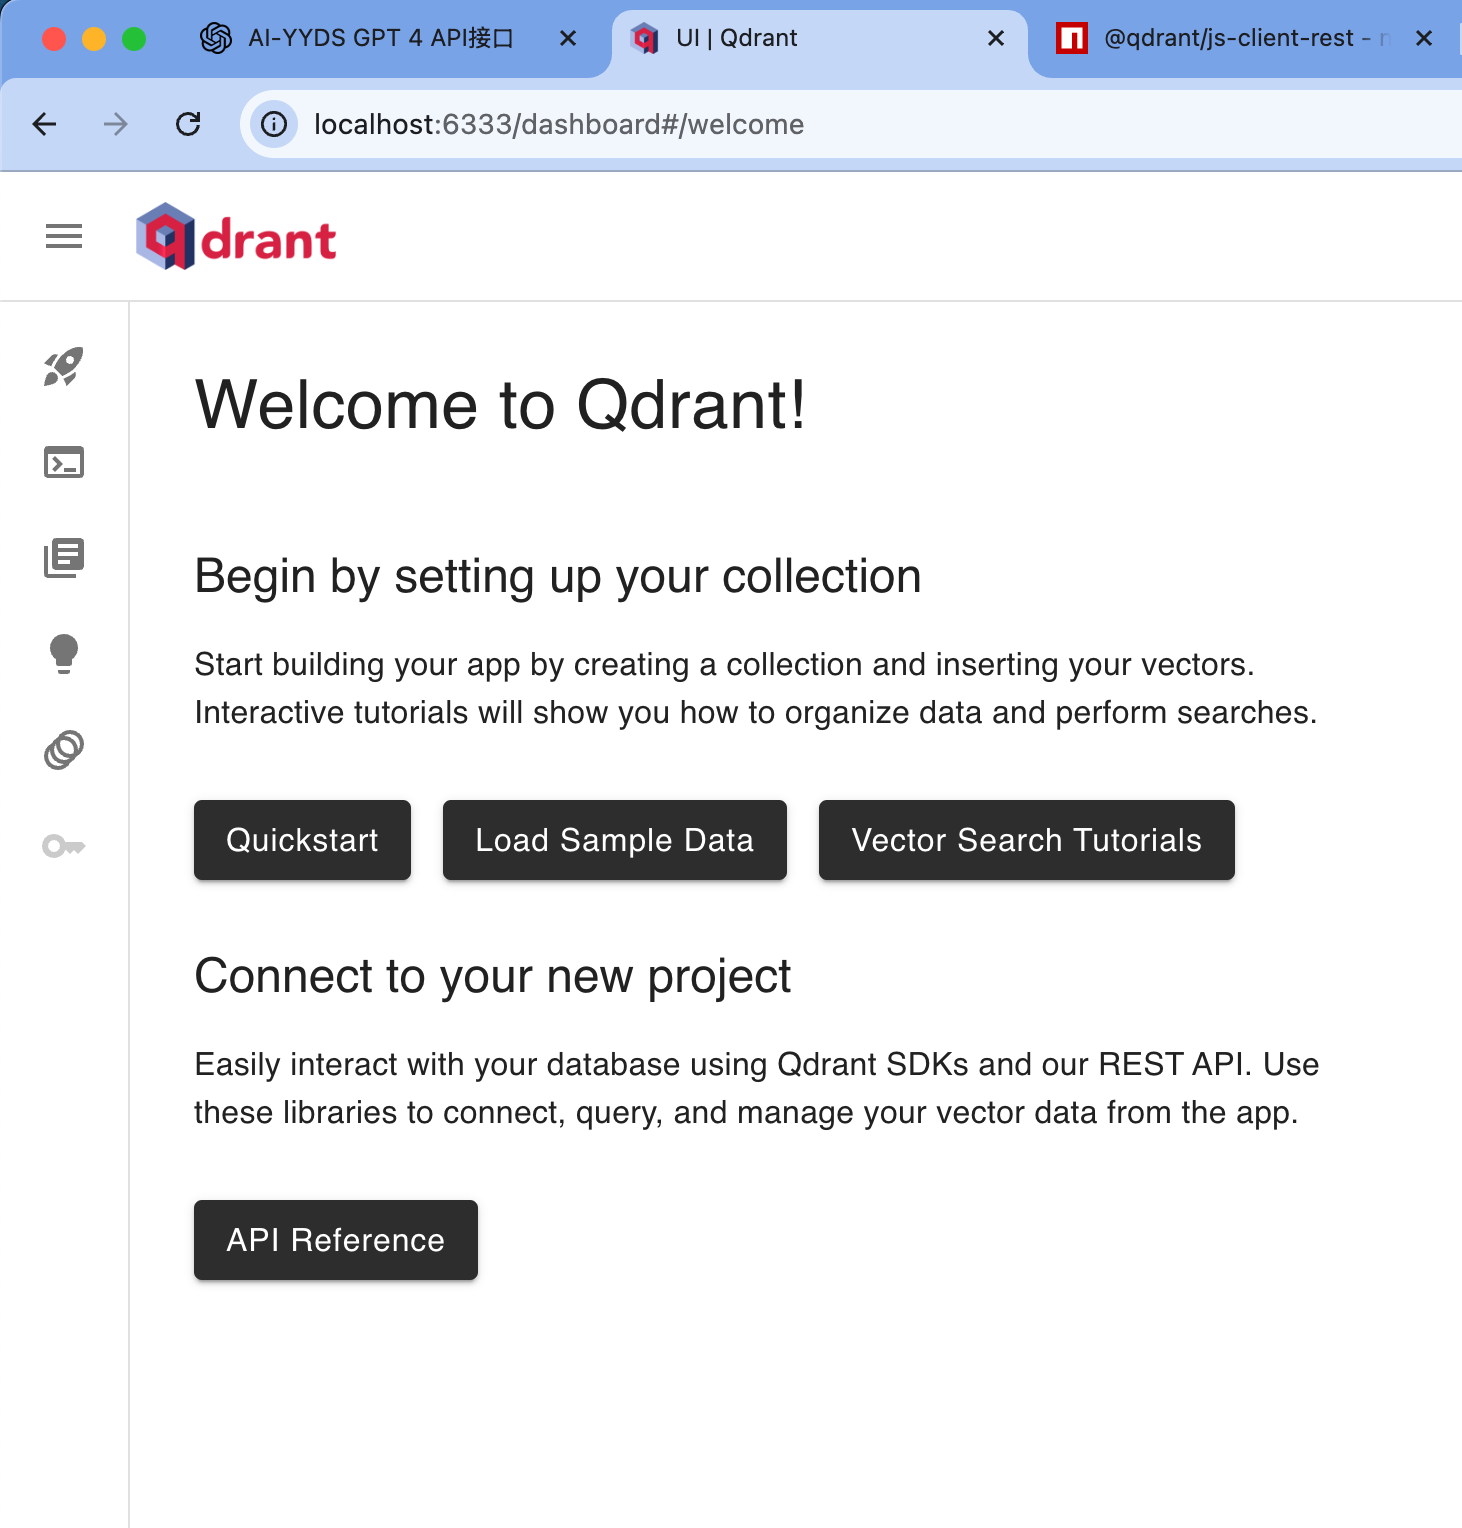 AI-YYDS GPT 4 API接口
UI | Qdrant
@qdrant/js-client-rest -
localhost:6333/dashboard#/welcome
qdrant
Welcome to Qdrant!
Begin by setting up your collection
Start building your app by creating a collection and inserting your vectors.
Interactive tutorials will show you how to organize data and perform searches.
Quickstart
Load Sample Data
Vector Search Tutorials
Connect to your new project
Easily interact with your database using Qdrant SDKs and our REST API. Use
these libraries to connect, query, and manage your vector data from the app.
API Reference